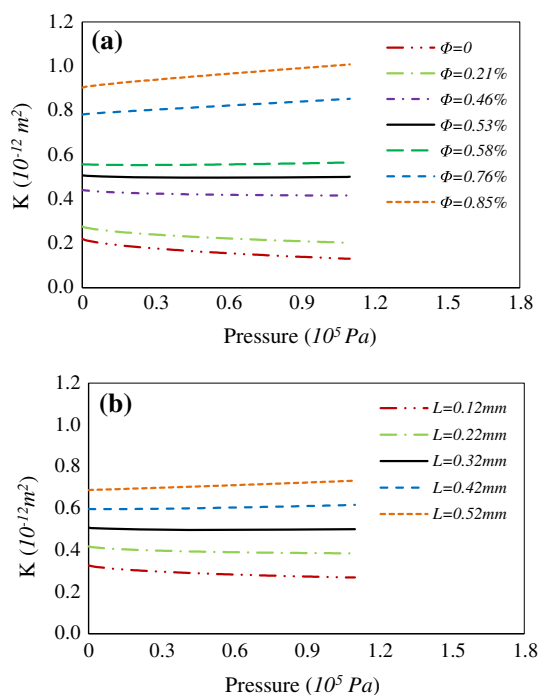 (a)
1.2
1.0
0.8
0.6
0.4
0.2
0.0
K (10⁻¹² m²)
0
0.3
0.6
0.9
1.2
1.5
1.8
Pressure (10⁵ Pa)
Φ=0
Φ=0.21%
Φ=0.46%
Φ=0.53%
Φ=0.58%
Φ=0.76%
Φ=0.85%
(b)
1.2
1.0
0.8
0.6
0.4
0.2
0.0
K (10⁻¹²m²)
0
0.3
0.6
0.9
1.2
1.5
1.8
Pressure (10⁵ Pa)
L=0.12mm
L=0.22mm
L=0.32mm
L=0.42mm
L=0.52mm